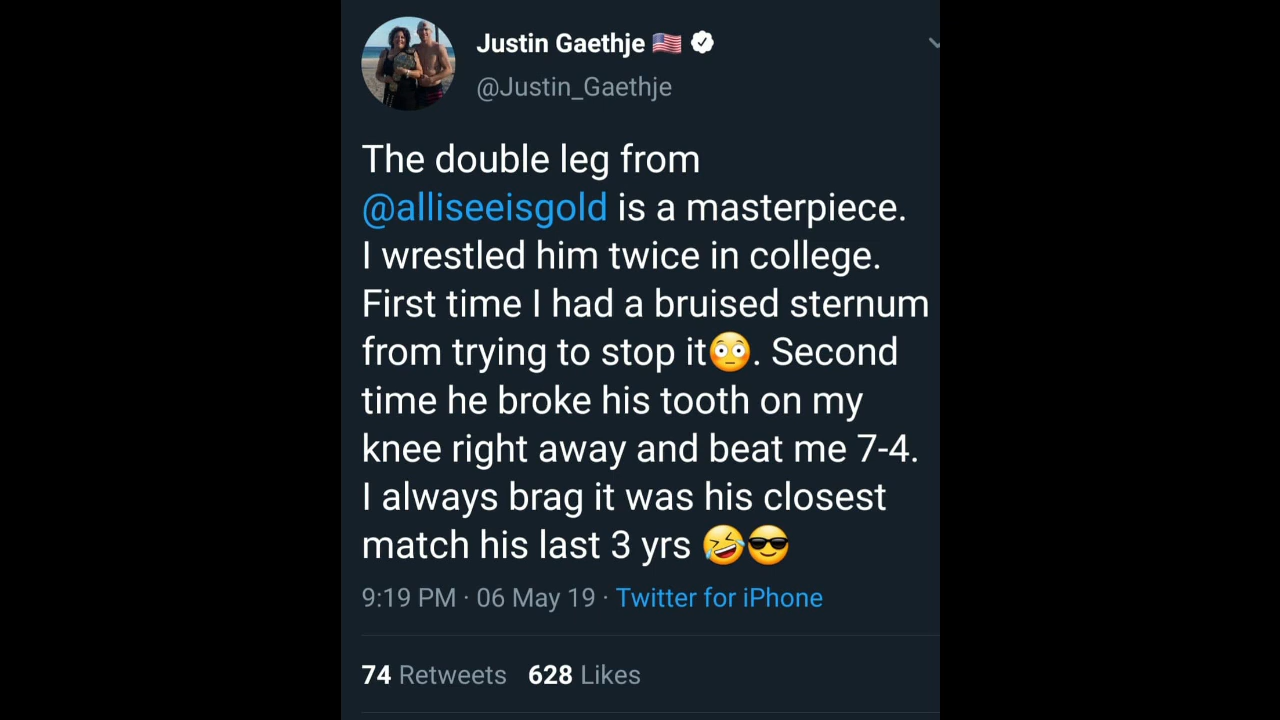 Justin Gaethje 🇺🇸
@Justin_Gaethje
The double leg from
@alliseeisgold is a masterpiece.
I wrestled him twice in college.
First time I had a bruised sternum
from trying to stop it😳. Second
time he broke his tooth on my
knee right away and beat me 7-4.
I always brag it was his closest
match his last 3 yrs 🤣😎
9:19 PM · 06 May 19 · Twitter for iPhone
74 Retweets 628 Likes